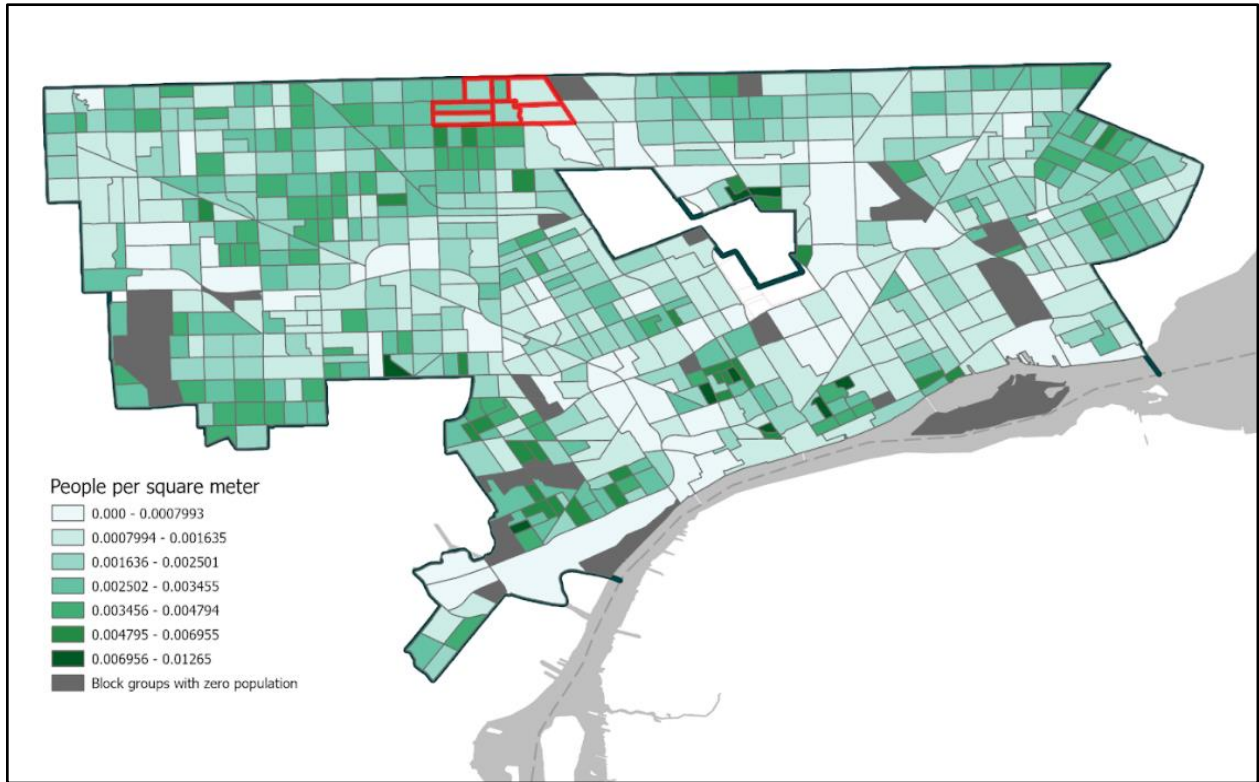 People per square meter
0.000 - 0.0007993
0.0007994 - 0.001635
0.001636 - 0.002501
0.002502 - 0.003455
0.003456 - 0.004794
0.004795 - 0.006955
0.006956 - 0.01265
Block groups with zero population